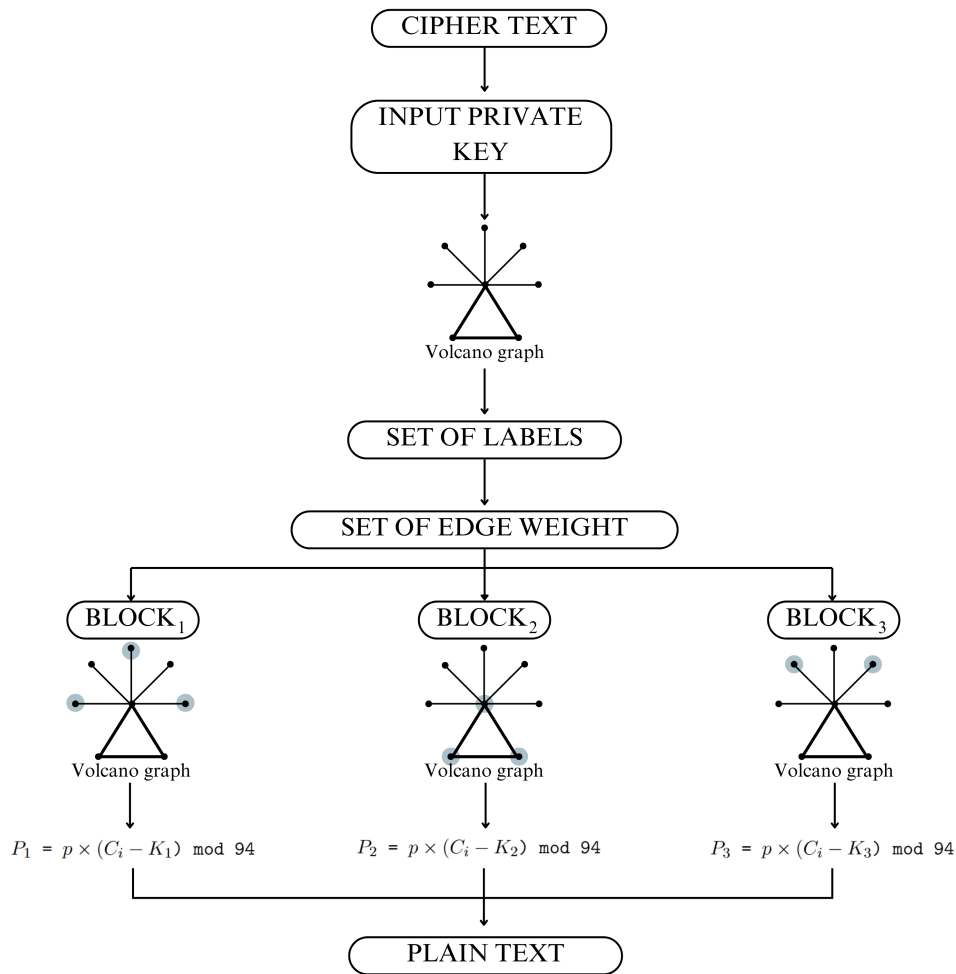 CIPHER TEXT
INPUT PRIVATE
KEY
Volcano graph
SET OF LABELS
SET OF EDGE WEIGHT
BLOCK₁
BLOCK₂
BLOCK₃
Volcano graph
Volcano graph
Volcano graph
P₁ = p × (Cᵢ − K₁) mod 94
P₂ = p × (Cᵢ − K₂) mod 94
P₃ = p × (Cᵢ − K₃) mod 94
PLAIN TEXT